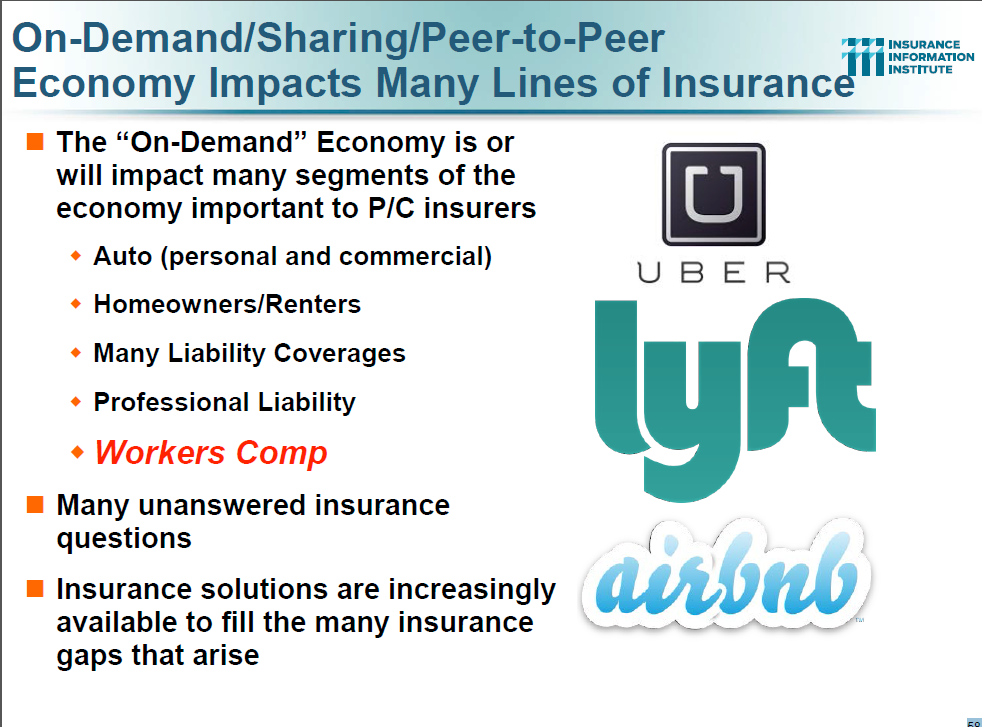 On-Demand/Sharing/Peer-to-Peer
Economy Impacts Many Lines of Insurance
INSURANCE
INFORMATION
INSTITUTE
The “On-Demand” Economy is or
will impact many segments of the
economy important to P/C insurers
Auto (personal and commercial)
Homeowners/Renters
Many Liability Coverages
Professional Liability
Workers Comp
Many unanswered insurance
questions
Insurance solutions are increasingly
available to fill the many insurance
gaps that arise
U
UBER
lyft
airbnb
TM